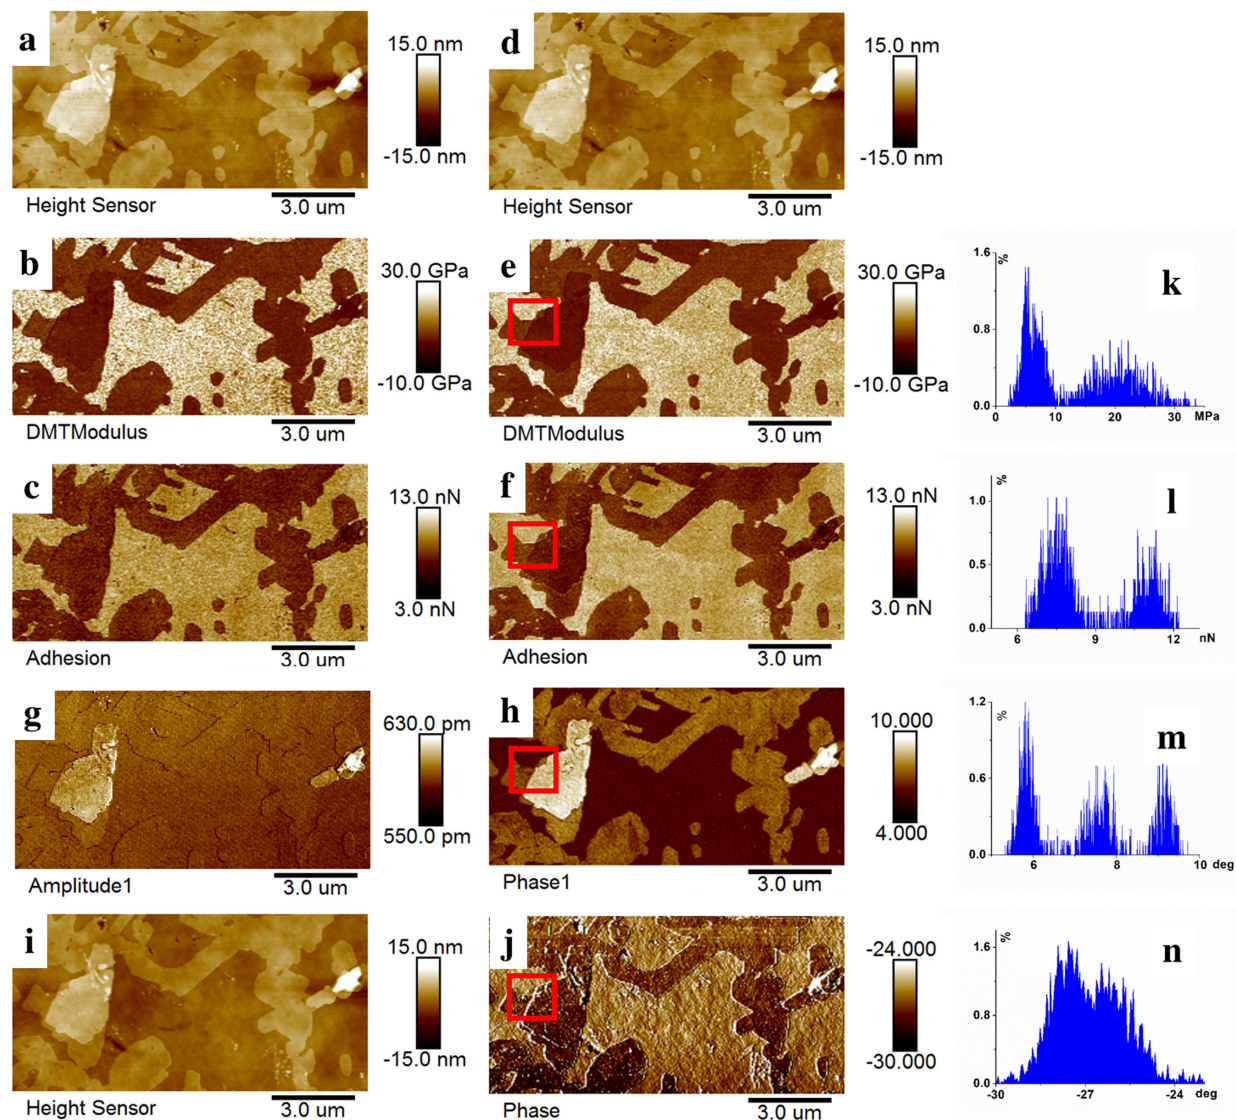 a
15.0 nm
-15.0 nm
Height Sensor
3.0 um
d
15.0 nm
-15.0 nm
Height Sensor
3.0 um
b
30.0 GPa
-10.0 GPa
DMTModulus
3.0 um
e
30.0 GPa
-10.0 GPa
DMTModulus
3.0 um
1.6
%
k
0.8
0.0
0 10 20 30 MPa
c
13.0 nN
3.0 nN
Adhesion
3.0 um
f
13.0 nN
3.0 nN
Adhesion
3.0 um
%
1.0
l
0.5
0.0
6 9 12 nN
g
630.0 pm
550.0 pm
Amplitude1
3.0 um
h
10.000
4.000
Phase1
3.0 um
1.2
%
m
0.6
0.0
6 8 10 deg
i
15.0 nm
-15.0 nm
Height Sensor
3.0 um
j
-24.000
-30.000
Phase
3.0 um
%
1.6
n
0.8
0.0
-30 -27 -24 deg